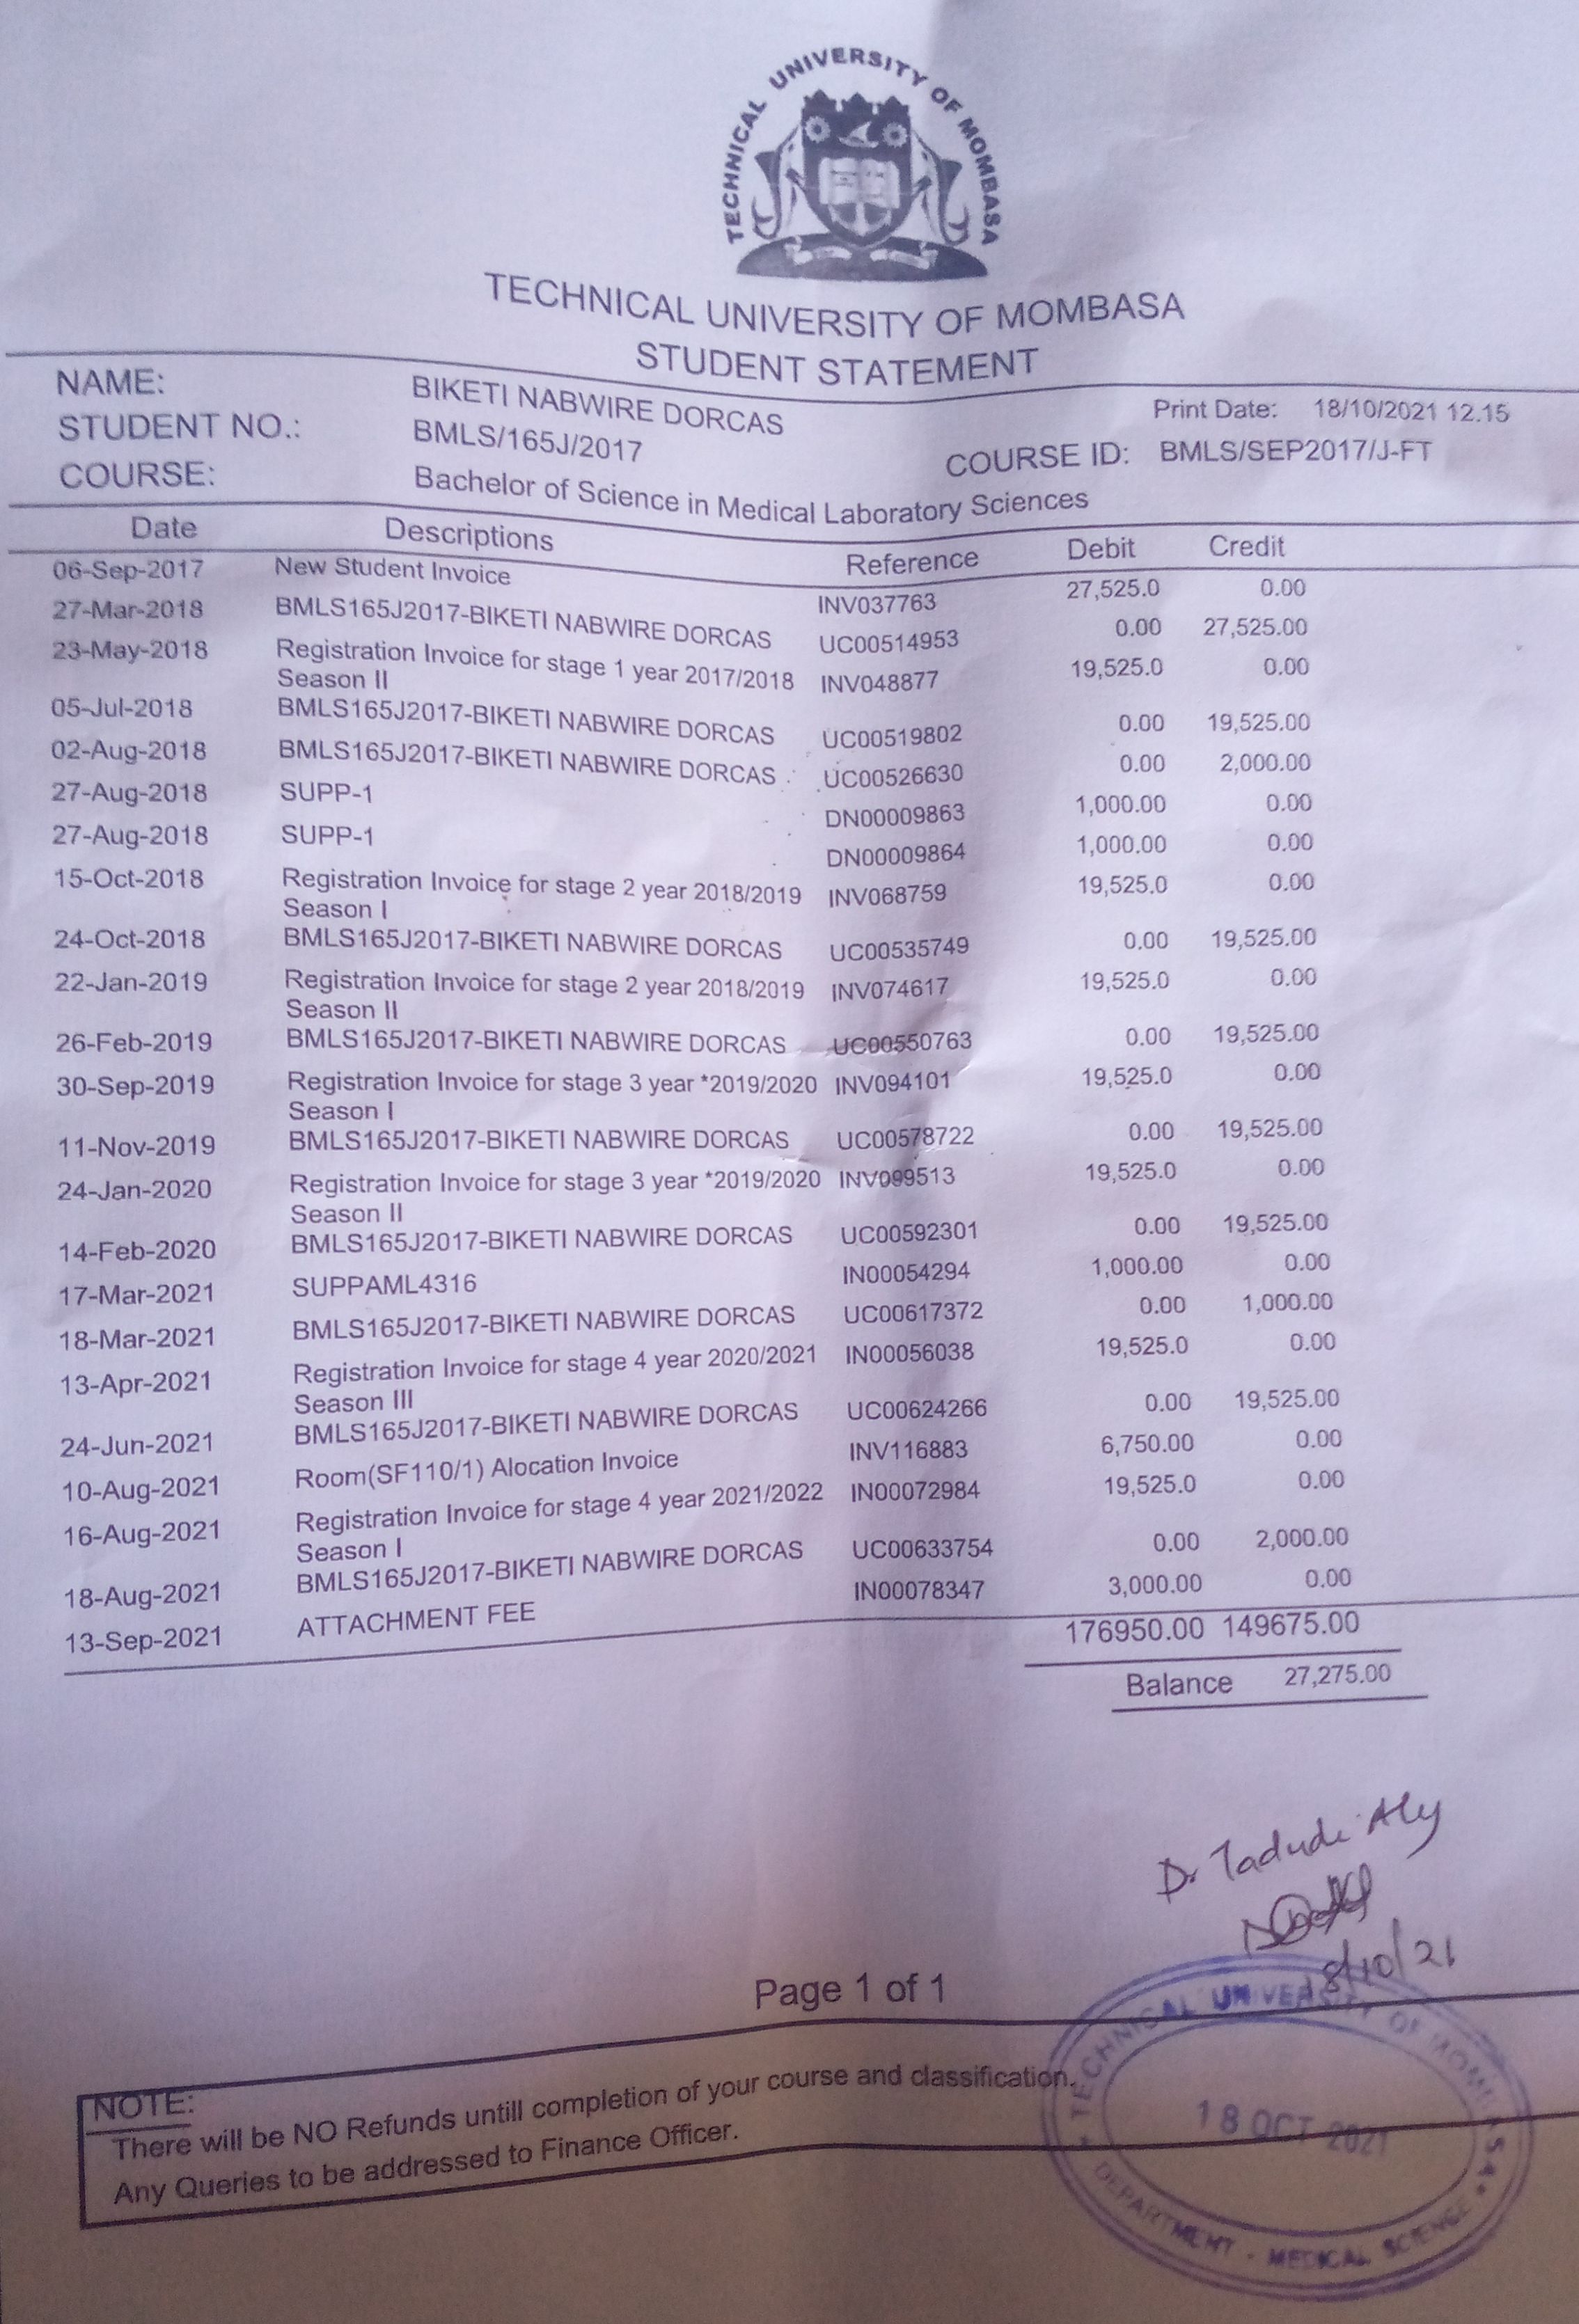 TECHNICAL UNIVERSITY OF MOMBASA
TECHNICAL UNIVERSITY OF MOMBASA
STUDENT STATEMENT
NAME: BIKETI NABWIRE DORCAS Print Date: 18/10/2021 12.15
STUDENT NO.: BMLS/165J/2017 COURSE ID: BMLS/SEP2017/J-FT
COURSE: Bachelor of Science in Medical Laboratory Sciences
Date Descriptions Reference Debit Credit
06-Sep-2017 New Student Invoice INV037763 27,525.0 0.00
27-Mar-2018 BMLS165J2017-BIKETI NABWIRE DORCAS UC00514953 0.00 27,525.00
23-May-2018 Registration Invoice for stage 1 year 2017/2018 INV048877 19,525.0 0.00
Season II
05-Jul-2018 BMLS165J2017-BIKETI NABWIRE DORCAS UC00519802 0.00 19,525.00
02-Aug-2018 BMLS165J2017-BIKETI NABWIRE DORCAS UC00526630 0.00 2,000.00
27-Aug-2018 SUPP-1 DN00009863 1,000.00 0.00
27-Aug-2018 SUPP-1 DN00009864 1,000.00 0.00
15-Oct-2018 Registration Invoice for stage 2 year 2018/2019 INV068759 19,525.0 0.00
Season I
24-Oct-2018 BMLS165J2017-BIKETI NABWIRE DORCAS UC00535749 0.00 19,525.00
22-Jan-2019 Registration Invoice for stage 2 year 2018/2019 INV074617 19,525.0 0.00
Season II
26-Feb-2019 BMLS165J2017-BIKETI NABWIRE DORCAS UC00550763 0.00 19,525.00
30-Sep-2019 Registration Invoice for stage 3 year *2019/2020 INV094101 19,525.0 0.00
Season I
11-Nov-2019 BMLS165J2017-BIKETI NABWIRE DORCAS UC00578722 0.00 19,525.00
24-Jan-2020 Registration Invoice for stage 3 year *2019/2020 INV099513 19,525.0 0.00
Season II
14-Feb-2020 BMLS165J2017-BIKETI NABWIRE DORCAS UC00592301 0.00 19,525.00
17-Mar-2021 SUPPAML4316 IN00054294 1,000.00 0.00
18-Mar-2021 BMLS165J2017-BIKETI NABWIRE DORCAS UC00617372 0.00 1,000.00
13-Apr-2021 Registration Invoice for stage 4 year 2020/2021 IN00056038 19,525.0 0.00
Season III
24-Jun-2021 BMLS165J2017-BIKETI NABWIRE DORCAS UC00624266 0.00 19,525.00
10-Aug-2021 Room(SF110/1) Alocation Invoice INV116883 6,750.00 0.00
16-Aug-2021 Registration Invoice for stage 4 year 2021/2022 IN00072984 19,525.0 0.00
Season I
18-Aug-2021 BMLS165J2017-BIKETI NABWIRE DORCAS UC00633754 0.00 2,000.00
13-Sep-2021 ATTACHMENT FEE IN00078347 3,000.00 0.00
176950.00 149675.00
Balance 27,275.00
Dr Aly
18/10/21
Page 1 of 1
TECHNICAL UNIVERSITY OF MOMBASA
18 OCT 2021
DEPARTMENT - MEDICAL SCIENCE
NOTE:
There will be NO Refunds untill completion of your course and classification.
Any Queries to be addressed to Finance Officer.